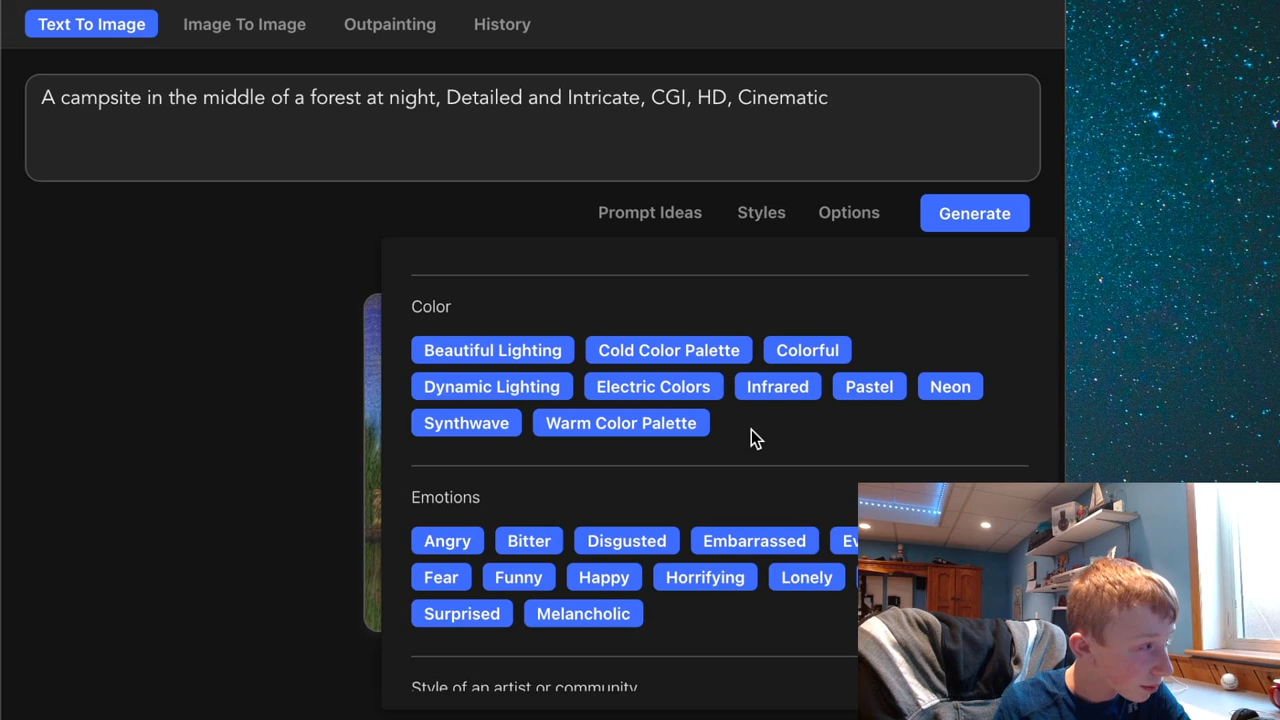 Text To Image Image To Image Outpainting History
A campsite in the middle of a forest at night, Detailed and Intricate, CGI, HD, Cinematic
Prompt Ideas Styles Options Generate
Color
Beautiful Lighting Cold Color Palette Colorful
Dynamic Lighting Electric Colors Infrared Pastel Neon
Synthwave Warm Color Palette
Emotions
Angry Bitter Disgusted Embarrassed
Fear Funny Happy Horrifying Lonely
Surprised Melancholic
Style of an artist or community